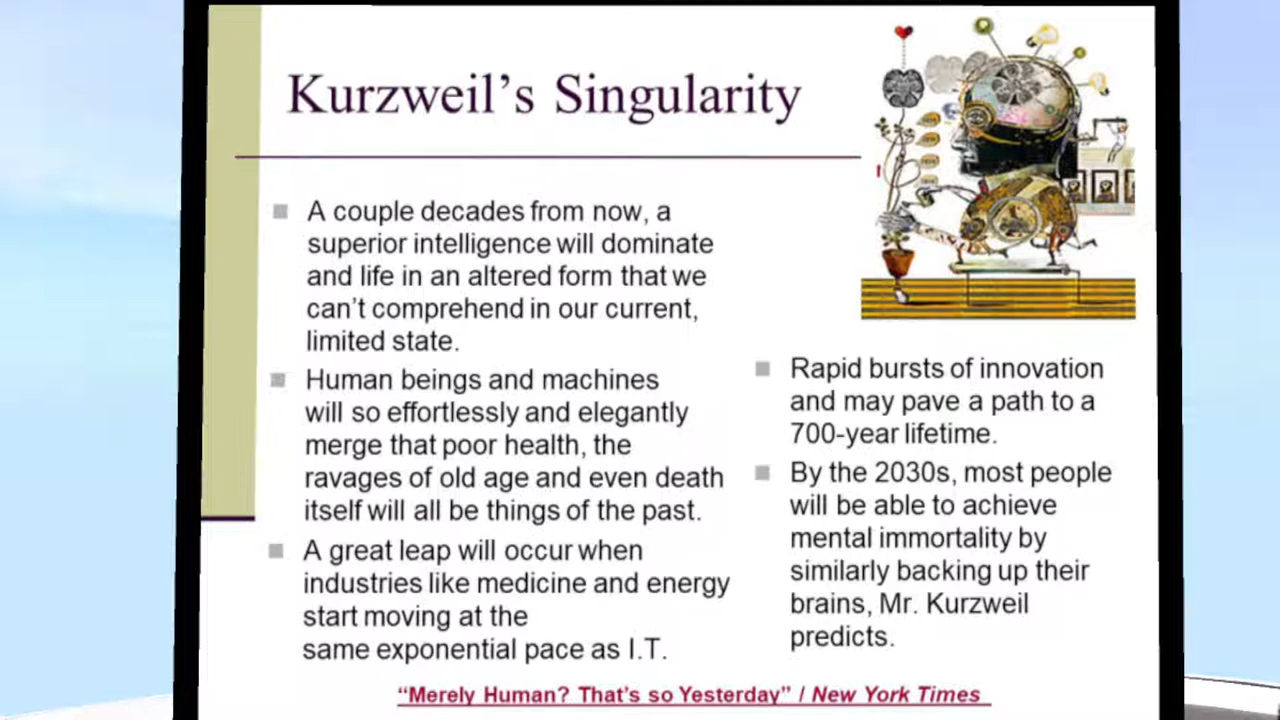 Kurzweil's Singularity
A couple decades from now, a
superior intelligence will dominate
and life in an altered form that we
can't comprehend in our current,
limited state.
Human beings and machines
will so effortlessly and elegantly
merge that poor health, the
ravages of old age and even death
itself will all be things of the past.
A great leap will occur when
industries like medicine and energy
start moving at the
same exponential pace as I.T.
Rapid bursts of innovation
and may pave a path to a
700-year lifetime.
By the 2030s, most people
will be able to achieve
mental immortality by
similarly backing up their
brains, Mr. Kurzweil
predicts.
“Merely Human? That's so Yesterday” / New York Times